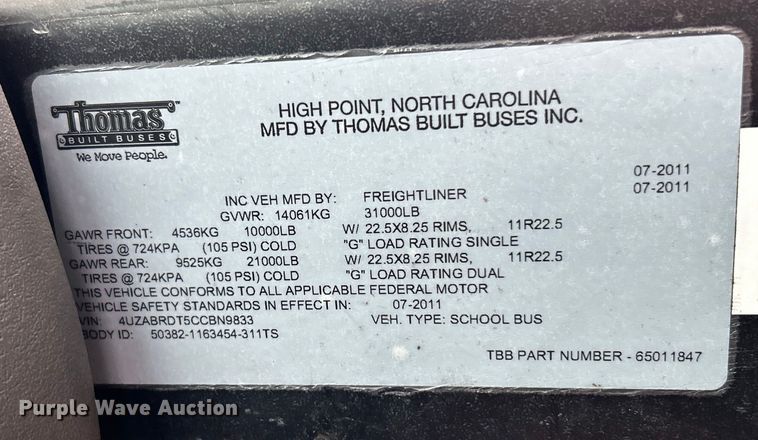 Thomas™
BUILT BUSES
We Move People.
HIGH POINT, NORTH CAROLINA
MFD BY THOMAS BUILT BUSES INC.
07-2011
INC VEH MFD BY: FREIGHTLINER 07-2011
GVWR: 14061KG 31000LB
GAWR FRONT: 4536KG 10000LB W/ 22.5X8.25 RIMS, 11R22.5
TIRES @ 724KPA (105 PSI) COLD "G" LOAD RATING SINGLE
GAWR REAR: 9525KG 21000LB W/ 22.5X8.25 RIMS, 11R22.5
TIRES @ 724KPA (105 PSI) COLD "G" LOAD RATING DUAL
THIS VEHICLE CONFORMS TO ALL APPLICABLE FEDERAL MOTOR
VEHICLE SAFETY STANDARDS IN EFFECT IN: 07-2011
VIN: 4UZABRDT5CCBN9833 VEH. TYPE: SCHOOL BUS
BODY ID: 50382-1163454-311TS
TBB PART NUMBER - 65011847
Purple Wave Auction